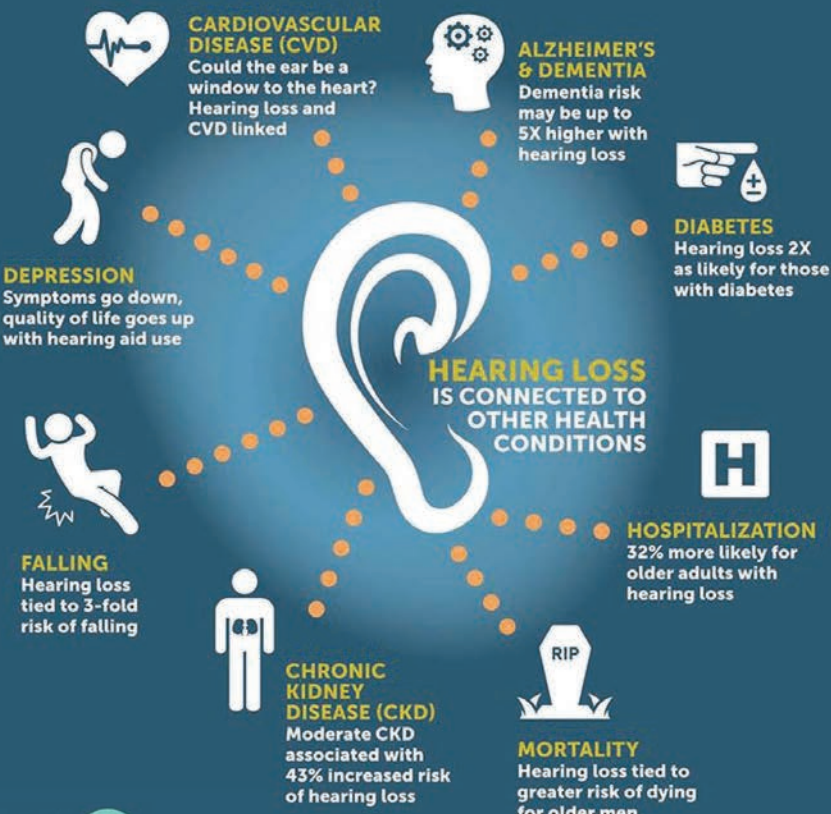 CARDIOVASCULAR
DISEASE (CVD)
Could the ear be a
window to the heart?
Hearing loss and
CVD linked
ALZHEIMER'S
& DEMENTIA
Dementia risk
may be up to
5X higher with
hearing loss
DIABETES
Hearing loss 2X
as likely for those
with diabetes
DEPRESSION
Symptoms go down,
quality of life goes up
with hearing aid use
HEARING LOSS
IS CONNECTED TO
OTHER HEALTH
CONDITIONS
H
HOSPITALIZATION
32% more likely for
older adults with
hearing loss
FALLING
Hearing loss
tied to 3-fold
risk of falling
CHRONIC
KIDNEY
DISEASE (CKD)
Moderate CKD
associated with
43% increased risk
of hearing loss
RIP
MORTALITY
Hearing loss tied to
greater risk of dying
for older men